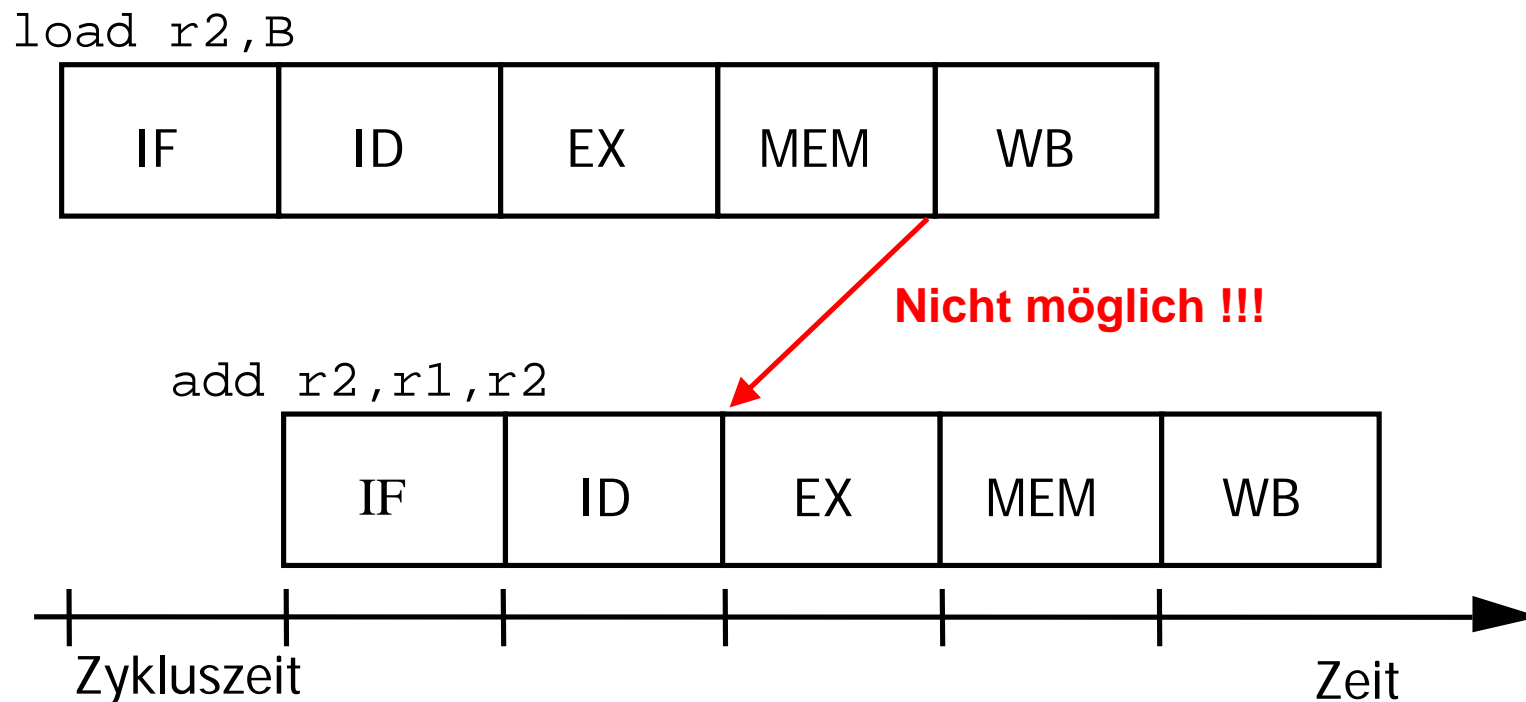 load r2,B
IF ID EX MEM WB
Nicht möglich !!!
add r2,r1,r2
IF ID EX MEM WB
Zykluszeit Zeit